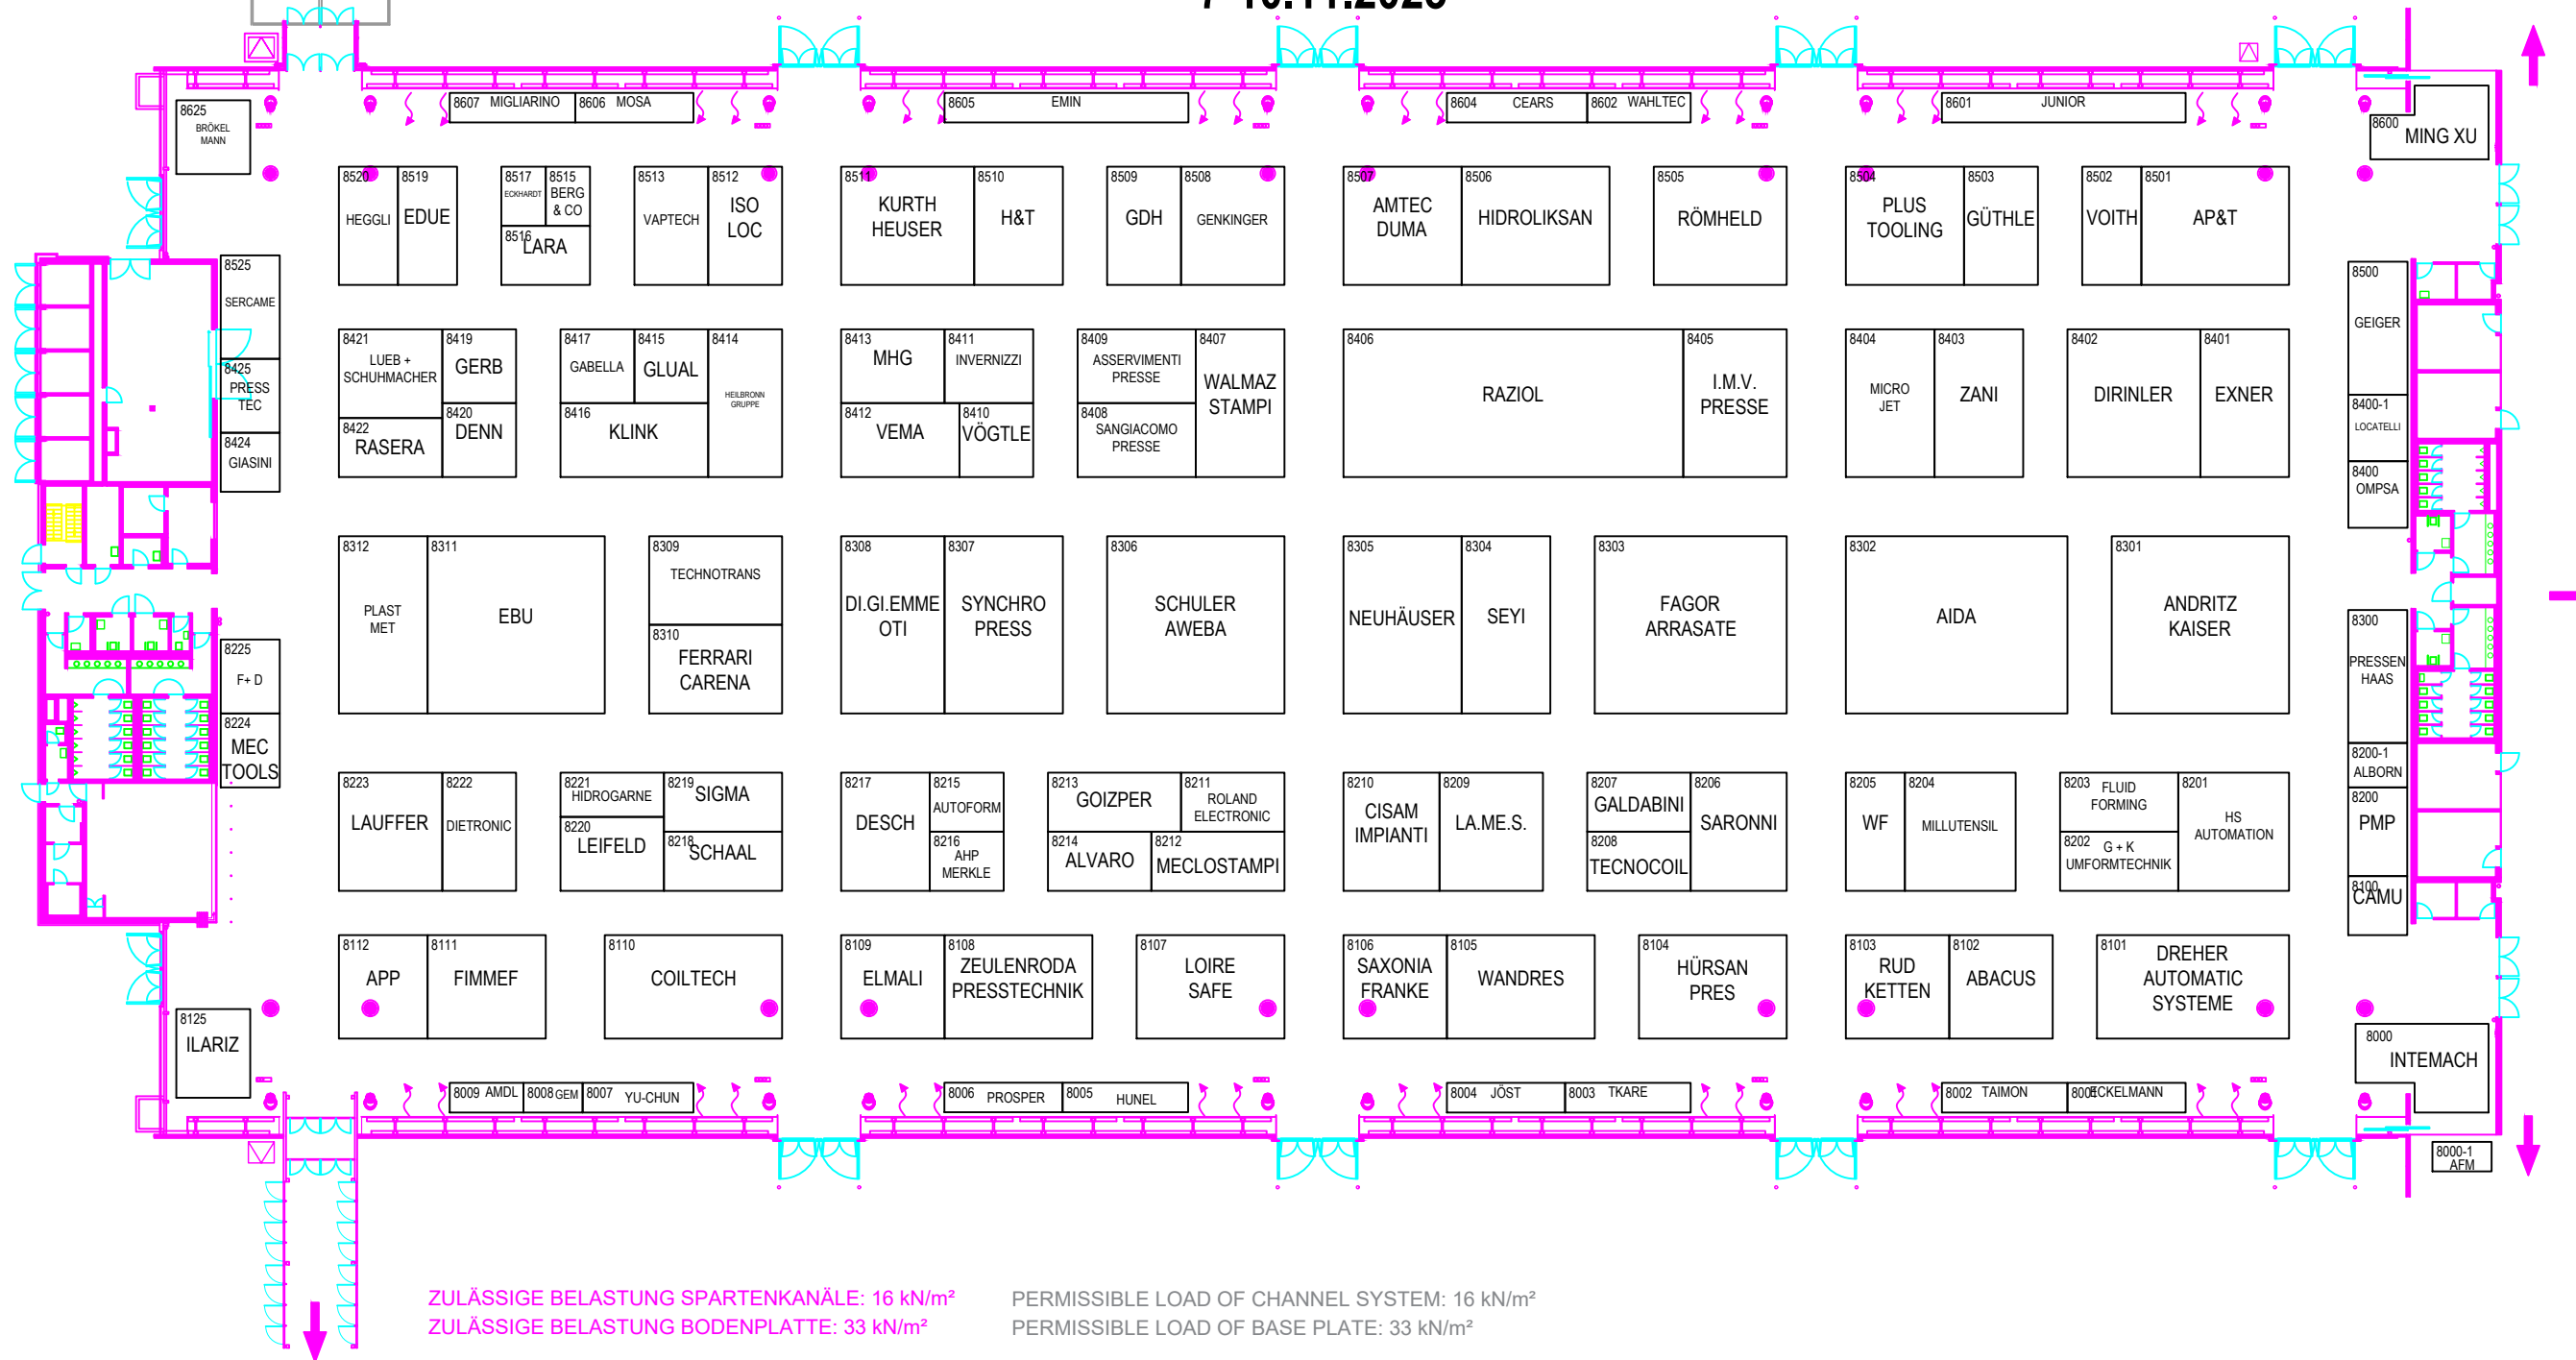 8607 MIGLIARINO
8606 MOSA
8605 EMIN
8604 CEARS
8602 WAHLTEC
8601 JUNIOR
8600 MING XU
8625
BRÖKEL
MANN
8520
HEGGLI
8519
EDUE
8517
ECKHARDT
8515
BERG
& CO
8516
LARA
8513
VAPTECH
8512
ISO
LOC
8511
KURTH
HEUSER
8510
H&T
8509
GDH
8508
GENKINGER
8507
AMTEC
DUMA
8506
HIDROLIKSAN
8505
RÖMHELD
8504
PLUS
TOOLING
8503
GÜTHLE
8502
VOITH
8501
AP&T
8525
SERCAME
8425
PRESS
TEC
8424
GIASINI
8500
GEIGER
8400-1
LOCATELLI
8400
OMPSA
8421
LUEB +
SCHUHMACHER
8422
RASERA
8419
GERB
8420
DENN
8417
GABELLA
8415
GLUAL
8416
KLINK
8414
HEILBRONN
GRUPPE
8413
MHG
8411
INVERNIZZI
8412
VEMA
8410
VÖGTLE
8409
ASSERVIMENTI
PRESSE
8408
SANGIACOMO
PRESSE
8407
WALMAZ
STAMPI
8406
RAZIOL
8405
I.M.V.
PRESSE
8404
MICRO
JET
8403
ZANI
8402
DIRINLER
8401
EXNER
8312
PLAST
MET
8311
EBU
8309
TECHNOTRANS
8310
FERRARI
CARENA
8308
DI.GI.EMME
OTI
8307
SYNCHRO
PRESS
8306
SCHULER
AWEBA
8305
NEUHÄUSER
8304
SEYI
8303
FAGOR
ARRASATE
8302
AIDA
8301
ANDRITZ
KAISER
8225
F+ D
8224
MEC
TOOLS
8300
PRESSEN
HAAS
8200-1
ALBORN
8200
PMP
8100
CAMU
8223
LAUFFER
8222
DIETRONIC
8221
HIDROGARNE
8220
LEIFELD
8219
SIGMA
8218
SCHAAL
8217
DESCH
8215
AUTOFORM
8216
AHP
MERKLE
8213
GOIZPER
8211
ROLAND
ELECTRONIC
8214
ALVARO
8212
MECLOSTAMPI
8210
CISAM
IMPIANTI
8209
LA.ME.S.
8207
GALDABINI
8208
TECNOCOIL
8206
SARONNI
8205
WF
8204
MILLUTENSIL
8203
FLUID
FORMING
8202
G + K
UMFORMTECHNIK
8201
HS
AUTOMATION
8112
APP
8111
FIMMEF
8110
COILTECH
8109
ELMALI
8108
ZEULENRODA
PRESSTECHNIK
8107
LOIRE
SAFE
8106
SAXONIA
FRANKE
8105
WANDRES
8104
HÜRSAN
PRES
8103
RUD
KETTEN
8102
ABACUS
8101
DREHER
AUTOMATIC
SYSTEME
8125
ILARIZ
8000
INTEMACH
8009 AMDL
8008 GEM
8007 YU-CHUN
8006 PROSPER
8005 HUNEL
8004 JÖST
8003 TKARE
8002 TAIMON
8001 ECKELMANN
8000-1
AFM
ZULÄSSIGE BELASTUNG SPARTENKANÄLE: 16 kN/m²
ZULÄSSIGE BELASTUNG BODENPLATTE: 33 kN/m²
PERMISSIBLE LOAD OF CHANNEL SYSTEM: 16 kN/m²
PERMISSIBLE LOAD OF BASE PLATE: 33 kN/m²